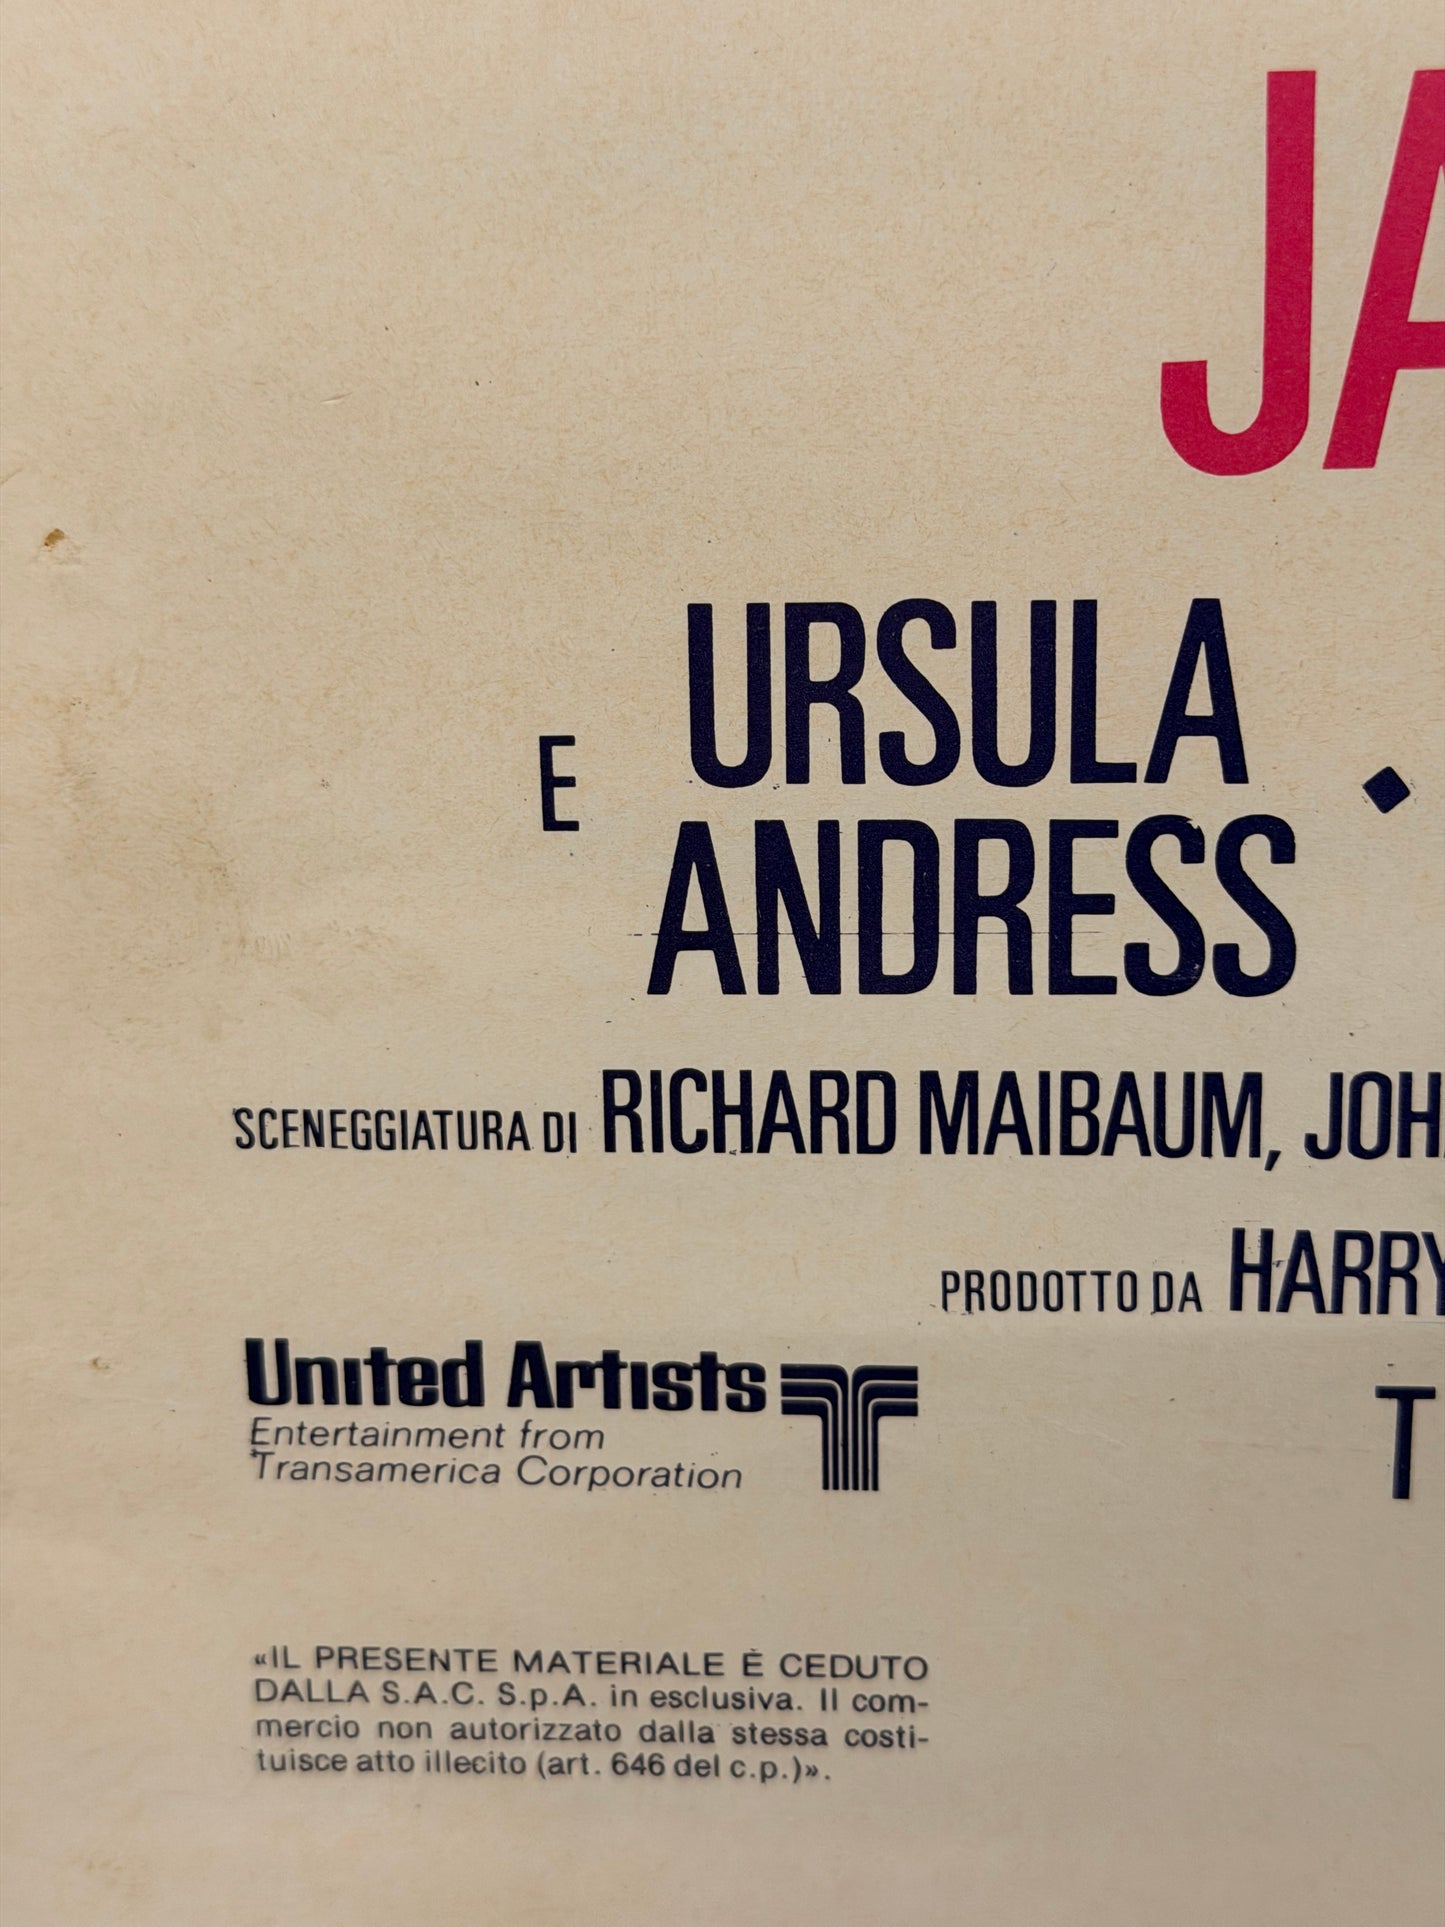 JA
URSULA
E
ANDRESS
SCENEGGIATURA DI RICHARD MAIBAUM, JOH
PRODOTTO DA HARRY
United Artists
Entertainment from
Transamerica Corporation
T
«IL PRESENTE MATERIALE È CEDUTO
DALLA S.A.C. S.p.A. in esclusiva. Il com-
mercio non autorizzato dalla stessa costi-
tuisce atto illecito (art. 646 del c.p.)».